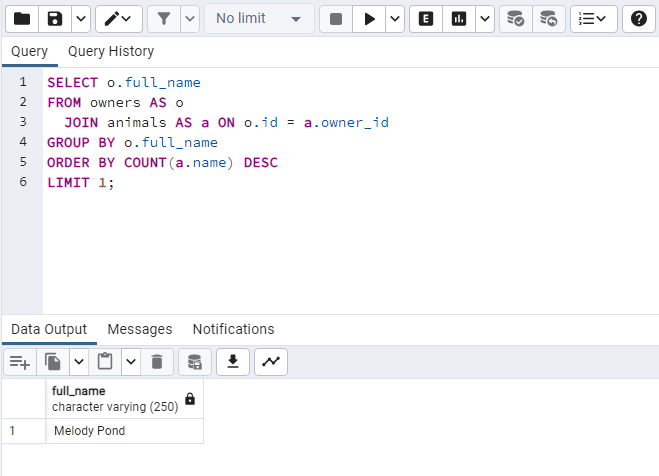 No limit
E
Query Query History
1 SELECT o.full_name
2 FROM owners AS o
3 JOIN animals AS a ON o.id = a.owner_id
4 GROUP BY o.full_name
5 ORDER BY COUNT(a.name) DESC
6 LIMIT 1;
Data Output Messages Notifications
full_name
character varying (250)
1 Melody Pond